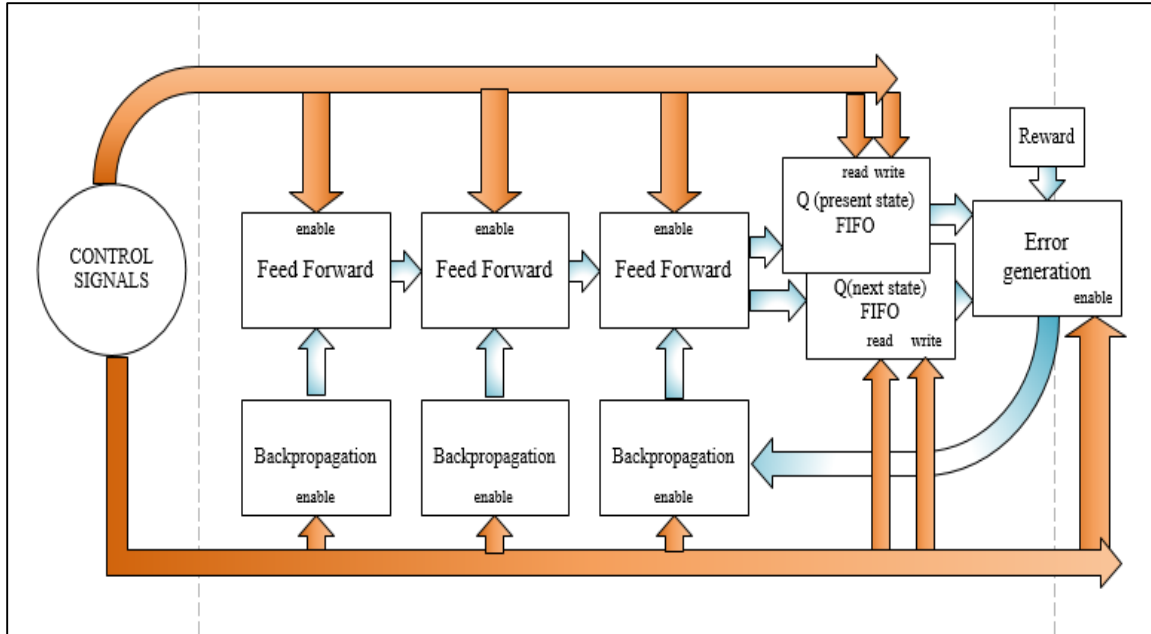 CONTROL
SIGNALS
enable
Feed Forward
enable
Feed Forward
enable
Feed Forward
read write
Q (present state)
FIFO
Q(next state)
FIFO
read write
Reward
Error
generation
enable
Backpropagation
enable
Backpropagation
enable
Backpropagation
enable